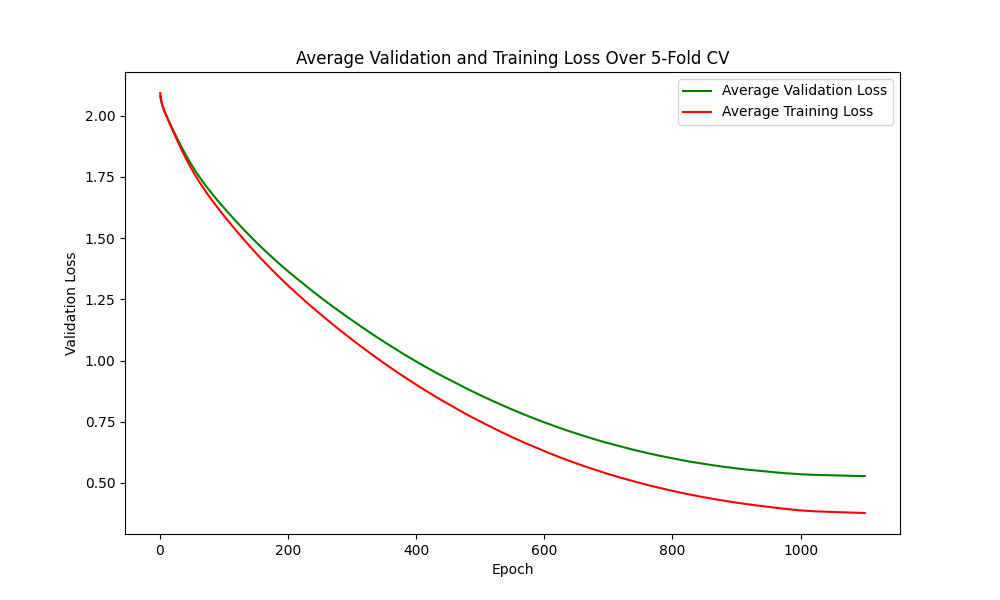 Average Validation and Training Loss Over 5-Fold CV
Average Validation Loss
Average Training Loss
Validation Loss
2.00
1.75
1.50
1.25
1.00
0.75
0.50
0
200
400
600
800
1000
Epoch